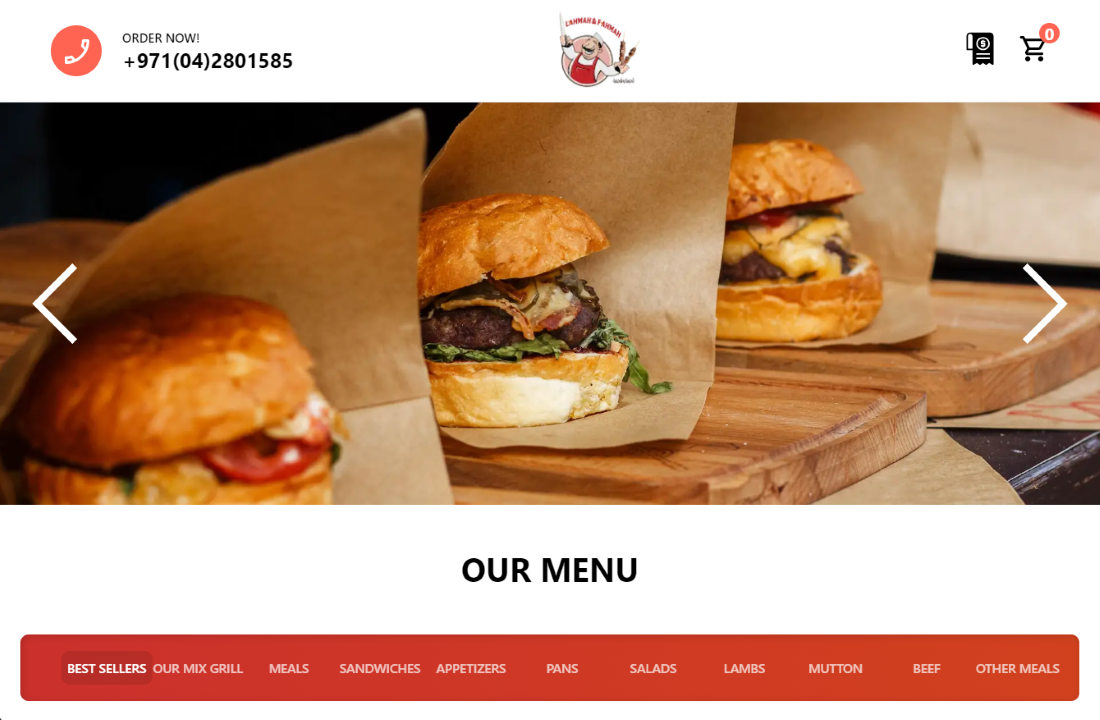 ORDER NOW!
+971(04)2801585
LAHMAH & FAHMAH
0
OUR MENU
BEST SELLERS OUR MIX GRILL MEALS SANDWICHES APPETIZERS PANS SALADS LAMBS MUTTON BEEF OTHER MEALS